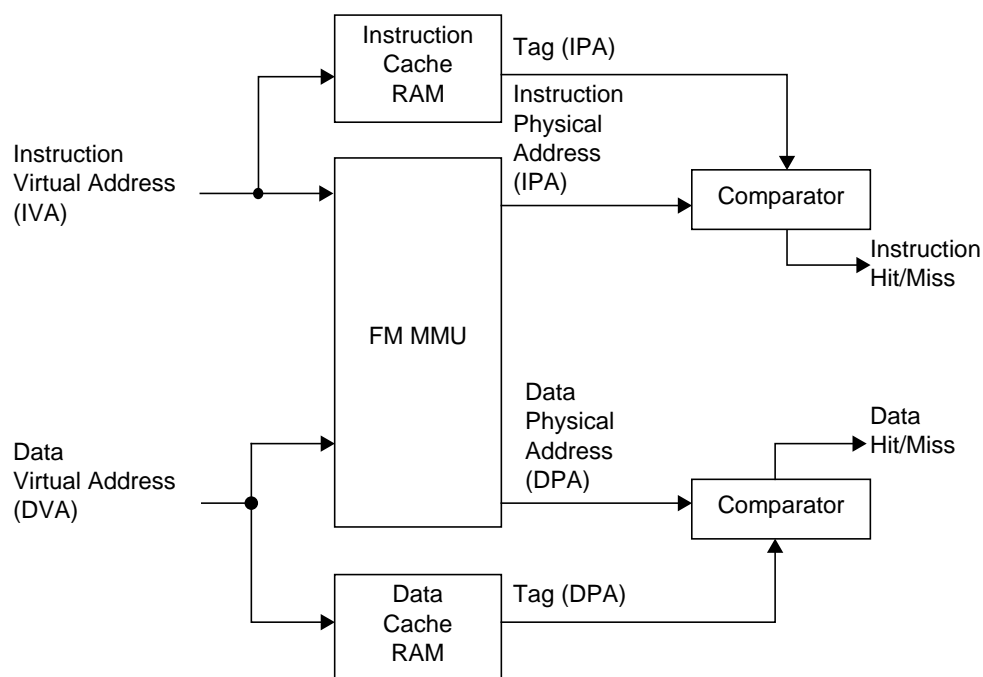 Instruction
Cache
RAM
Tag (IPA)
Instruction
Physical
Address
(IPA)
Instruction
Virtual Address
(IVA)
Comparator
Instruction
Hit/Miss
FM MMU
Data
Physical
Address
(DPA)
Data
Hit/Miss
Data
Virtual Address
(DVA)
Comparator
Data
Cache
RAM
Tag (DPA)